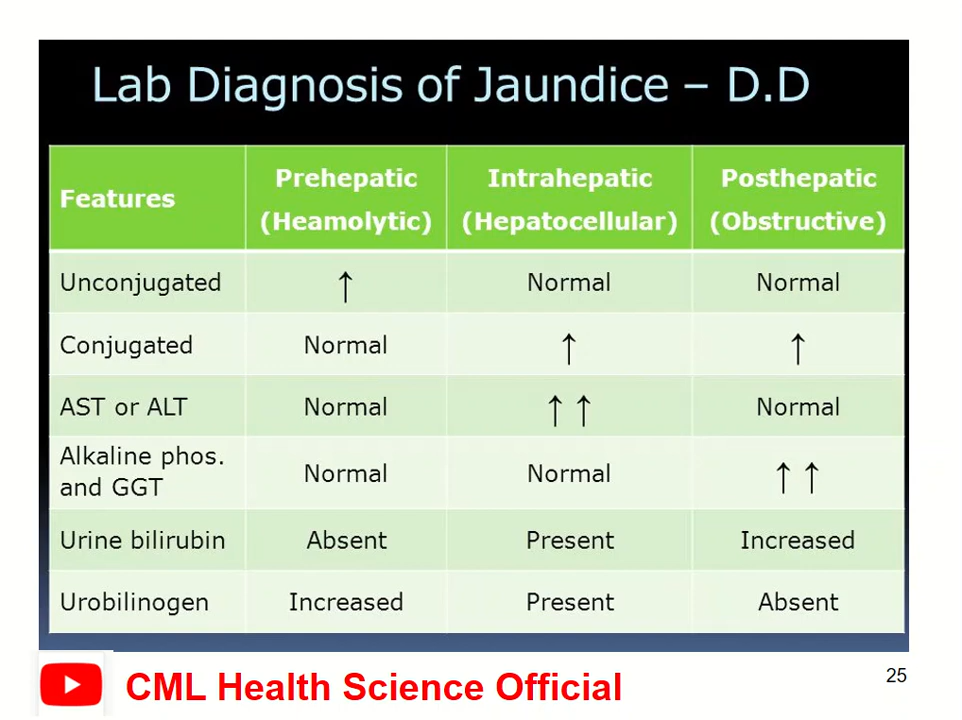 Lab Diagnosis of Jaundice – D.D
Features
Prehepatic
(Heamolytic)
Intrahepatic
(Hepatocellular)
Posthepatic
(Obstructive)
Unconjugated ↑ Normal Normal
Conjugated Normal ↑ ↑
AST or ALT Normal ↑ ↑ Normal
Alkaline phos.
and GGT Normal Normal ↑ ↑
Urine bilirubin Absent Present Increased
Urobilinogen Increased Present Absent
CML Health Science Official
25